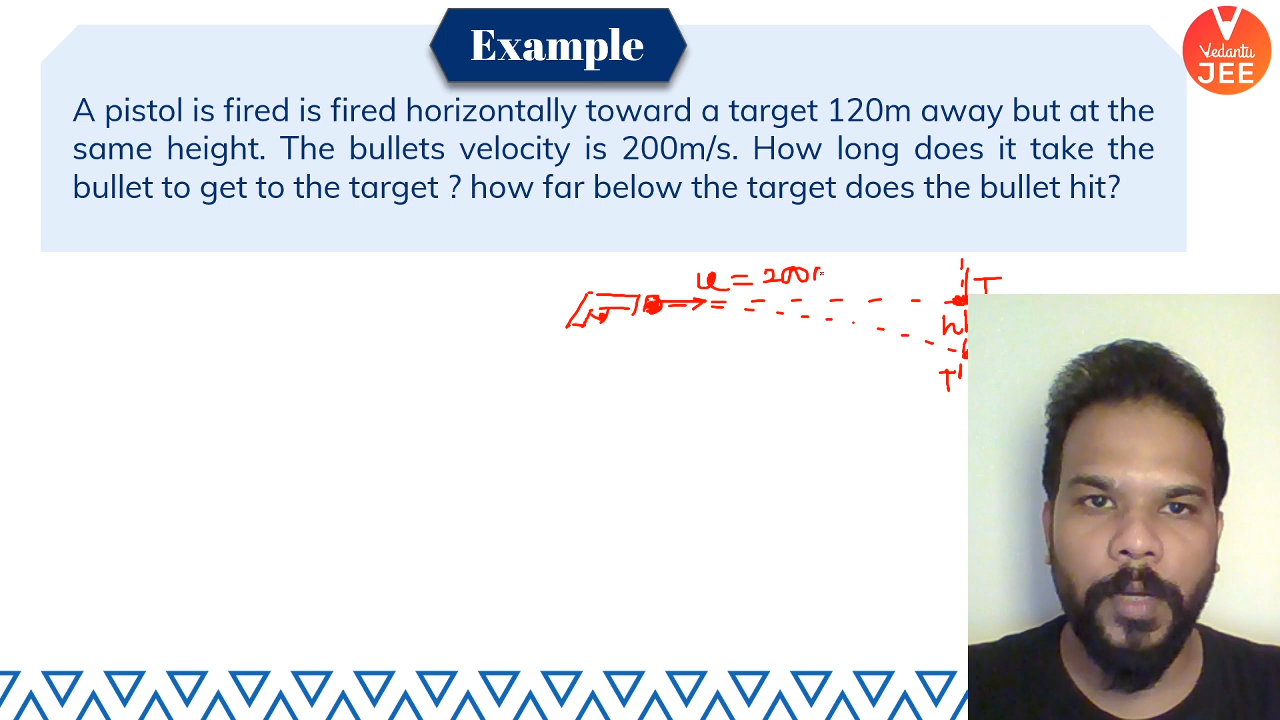 Example
Vedantu
JEE
A pistol is fired is fired horizontally toward a target 120m away but at the
same height. The bullets velocity is 200m/s. How long does it take the
bullet to get to the target ? how far below the target does the bullet hit?
u = 200
T
h
T'